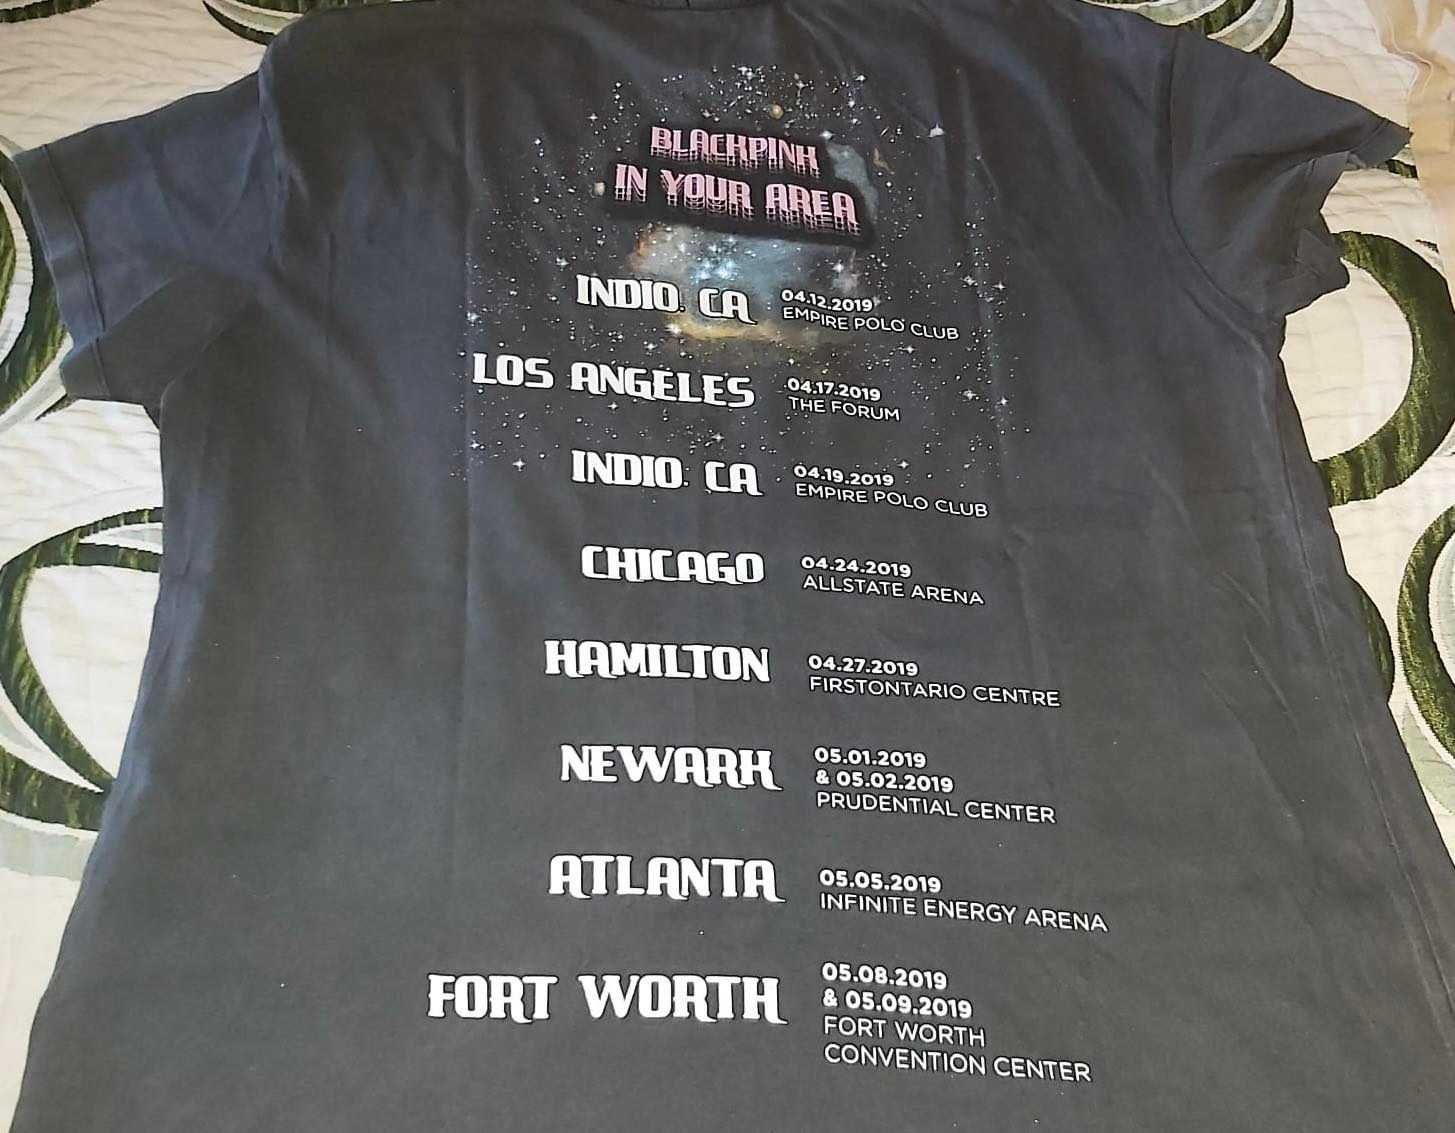 BLACKPINK
IN YOUR AREA
INDIO, CA
04.12.2019
EMPIRE POLO CLUB
LOS ANGELES
04.17.2019
THE FORUM
INDIO, CA
04.19.2019
EMPIRE POLO CLUB
CHICAGO
04.24.2019
ALLSTATE ARENA
HAMILTON
04.27.2019
FIRSTONTARIO CENTRE
NEWARK
05.01.2019
& 05.02.2019
PRUDENTIAL CENTER
ATLANTA
05.05.2019
INFINITE ENERGY ARENA
FORT WORTH
05.08.2019
& 05.09.2019
FORT WORTH
CONVENTION CENTER